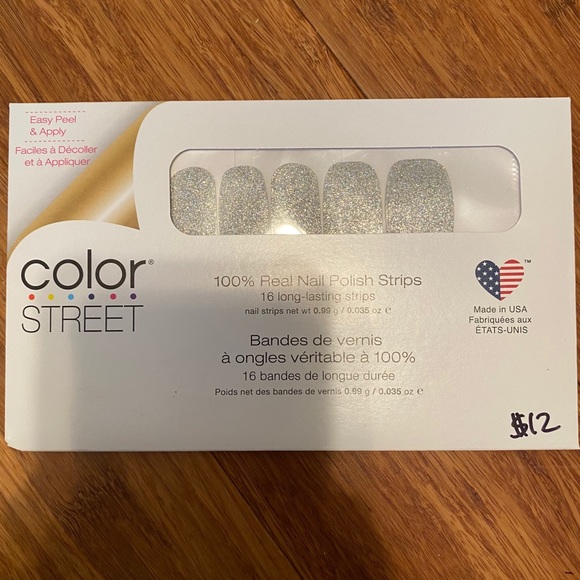 Easy Peel
& Apply
Faciles à Décoller
et à Appliquer
color®
STREET
100% Real Nail Polish Strips
16 long-lasting strips
nail strips net wt 0.99 g / 0.035 oz ℮
Bandes de vernis
à ongles véritable à 100%
16 bandes de longue durée
Poids net des bandes de vernis 0.99 g / 0.035 oz ℮
™
Made in USA
Fabriquées aux
ÉTATS-UNIS
$12